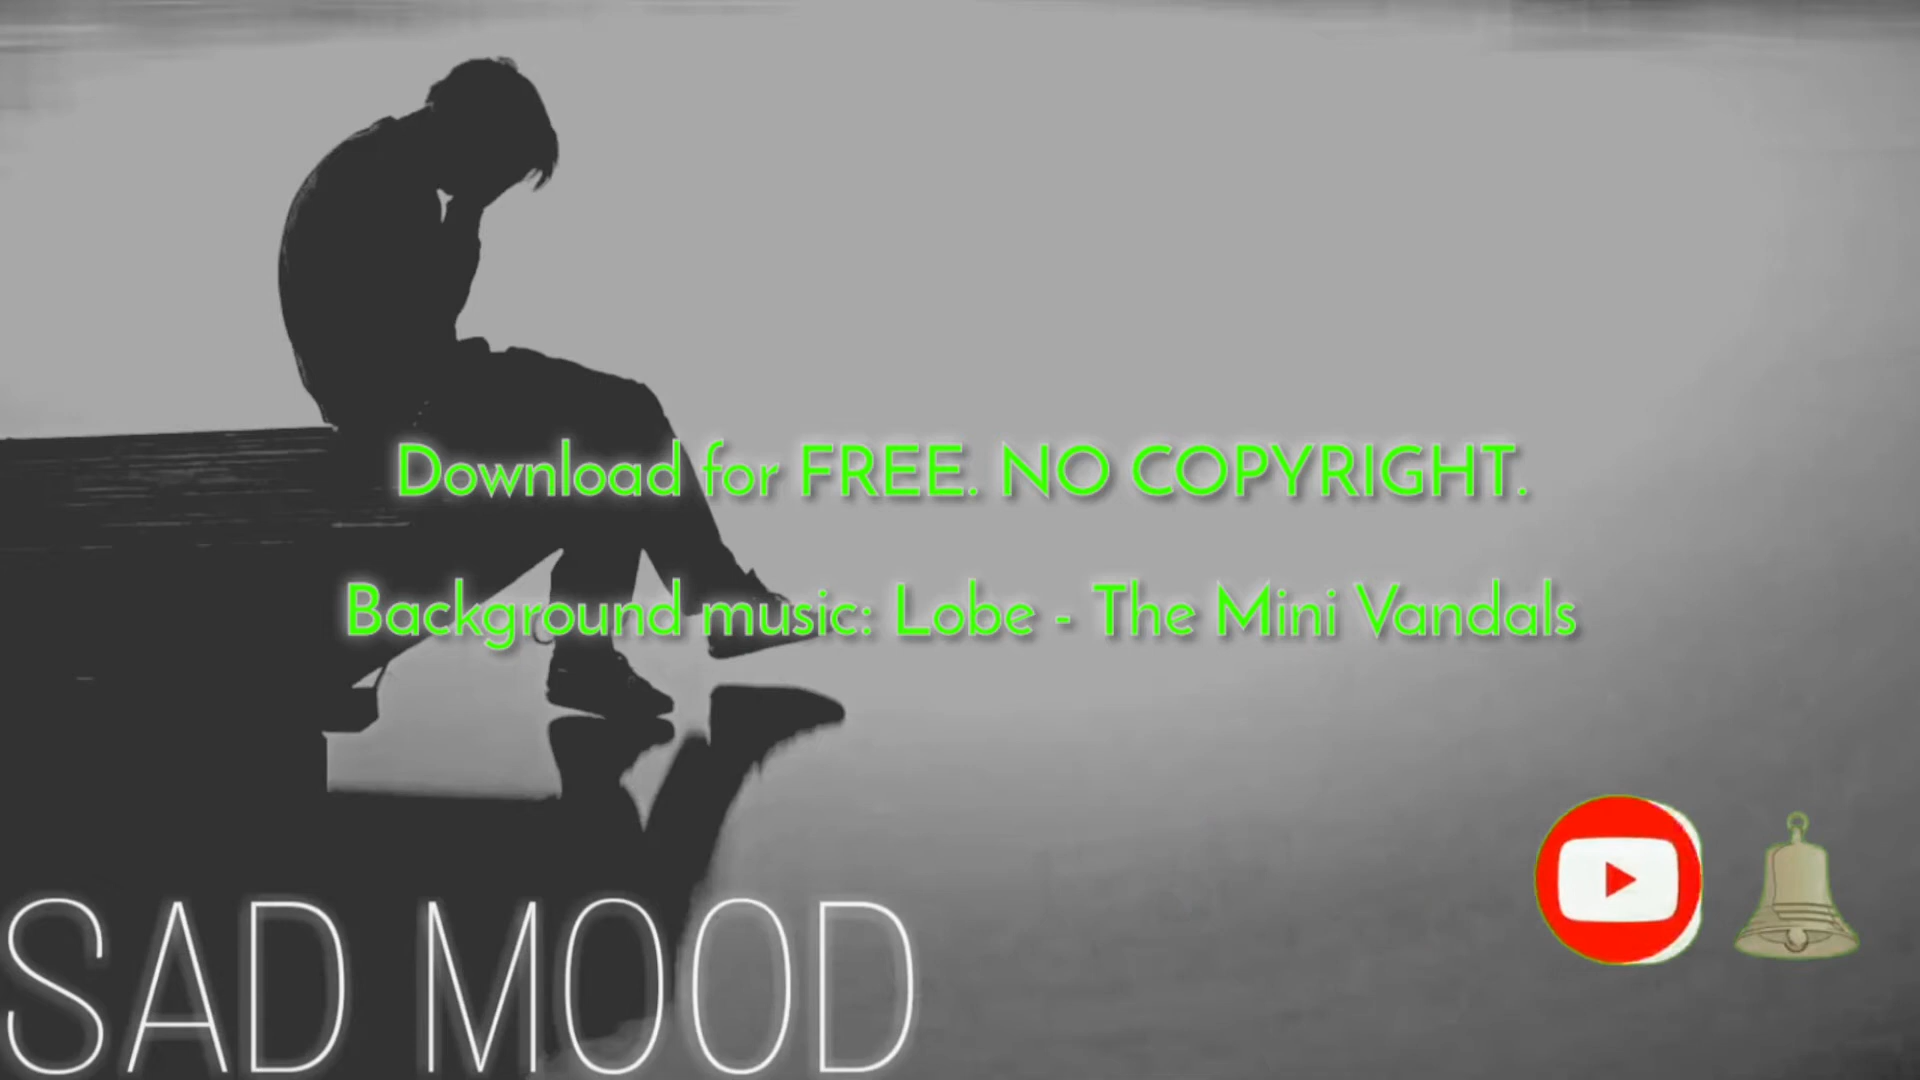 Download for FREE. NO COPYRIGHT.
Background music: Lobe - The Mini Vandals
SAD MOOD